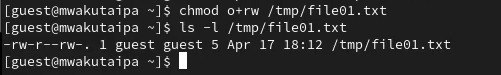 [guest@mwakutaipa ~]$ chmod o+rw /tmp/file01.txt
[guest@mwakutaipa ~]$ ls -l /tmp/file01.txt
-rw-r--rw-. 1 guest guest 5 Apr 17 18:12 /tmp/file01.txt
[guest@mwakutaipa ~]$